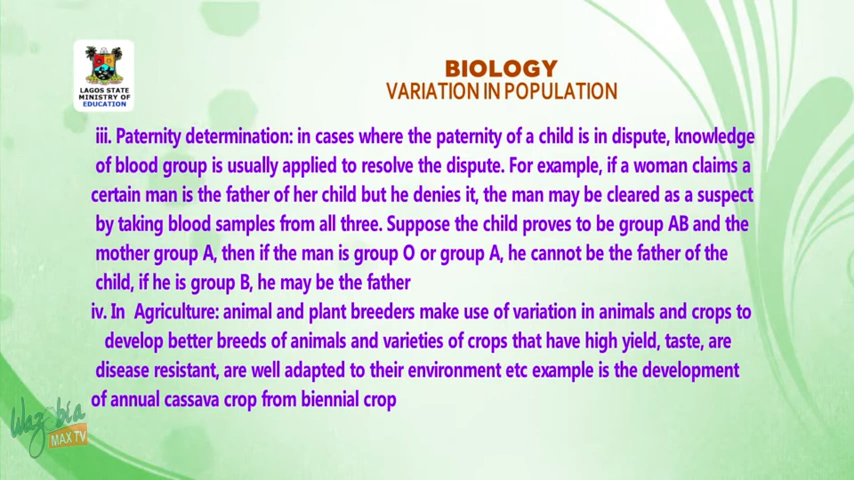 LAGOS STATE
MINISTRY OF
EDUCATION
BIOLOGY
VARIATION IN POPULATION
iii. Paternity determination: in cases where the paternity of a child is in dispute, knowledge
of blood group is usually applied to resolve the dispute. For example, if a woman claims a
certain man is the father of her child but he denies it, the man may be cleared as a suspect
by taking blood samples from all three. Suppose the child proves to be group AB and the
mother group A, then if the man is group O or group A, he cannot be the father of the
child, if he is group B, he may be the father
iv. In Agriculture: animal and plant breeders make use of variation in animals and crops to
develop better breeds of animals and varieties of crops that have high yield, taste, are
disease resistant, are well adapted to their environment etc example is the development
of annual cassava crop from biennial crop
Wazobia
MAX TV